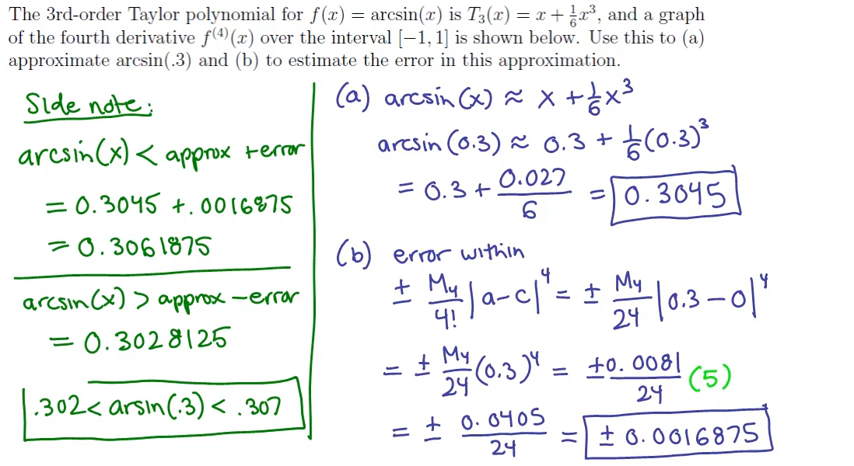 The 3rd-order Taylor polynomial for f(x) = arcsin(x) is T₃(x) = x + 1/6 x³, and a graph
of the fourth derivative f⁽⁴⁾(x) over the interval [−1, 1] is shown below. Use this to (a)
approximate arcsin(.3) and (b) to estimate the error in this approximation.
Side note:
arcsin(x) < approx + error
= 0.3045 + .0016875
= 0.3061875
arcsin(x) > approx − error
= 0.3028125
.302 < arsin(.3) < .307
(a) arcsin(x) ≈ x + 1/6 x³
arcsin(0.3) ≈ 0.3 + 1/6 (0.3)³
= 0.3 + 0.027/6 = 0.3045
(b) error within
± M₄/4! |a−c|⁴ = ± M₄/24 |0.3−0|⁴
= ± M₄/24 (0.3)⁴ = ±0.0081/24 (5)
= ± 0.0405/24 = ± 0.0016875